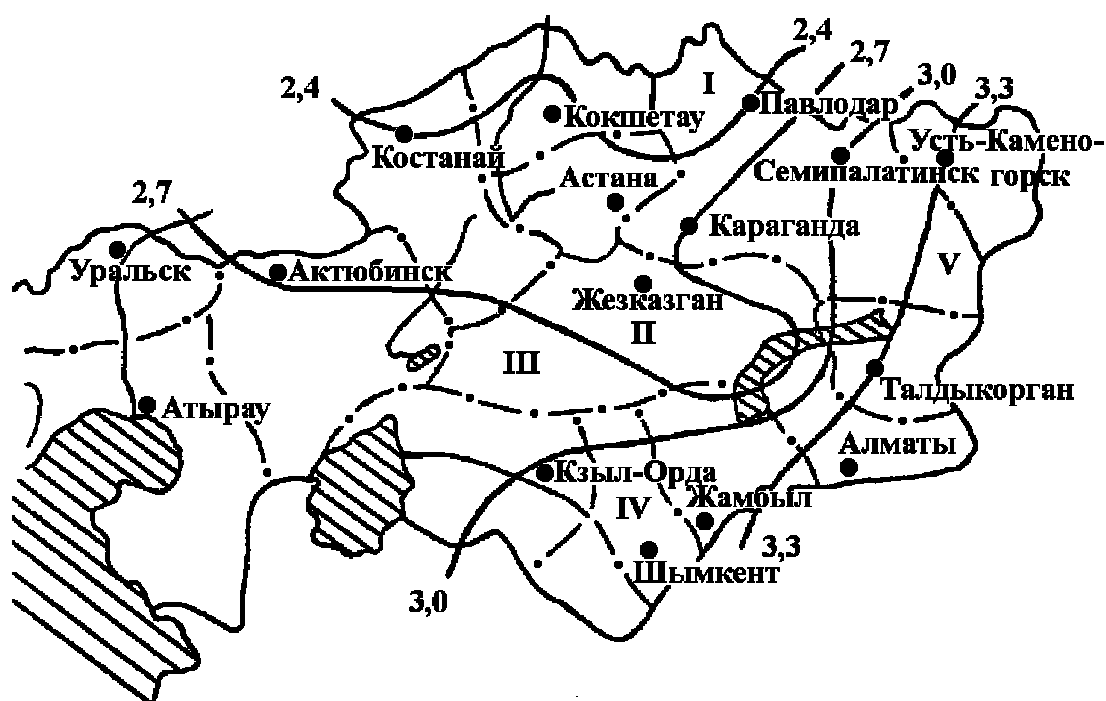 2,4
2,7
2,4
I
3,0
3,3
Павлодар
Кокшетау
Костанай
Усть-Камено-
горск
Семипалатинск
Астана
2,7
Караганда
Уральск
Актюбинск
V
Жезказган
II
III
Талдыкорган
Атырау
Алматы
Кзыл-Орда
IV
Жамбыл
3,3
Шымкент
3,0